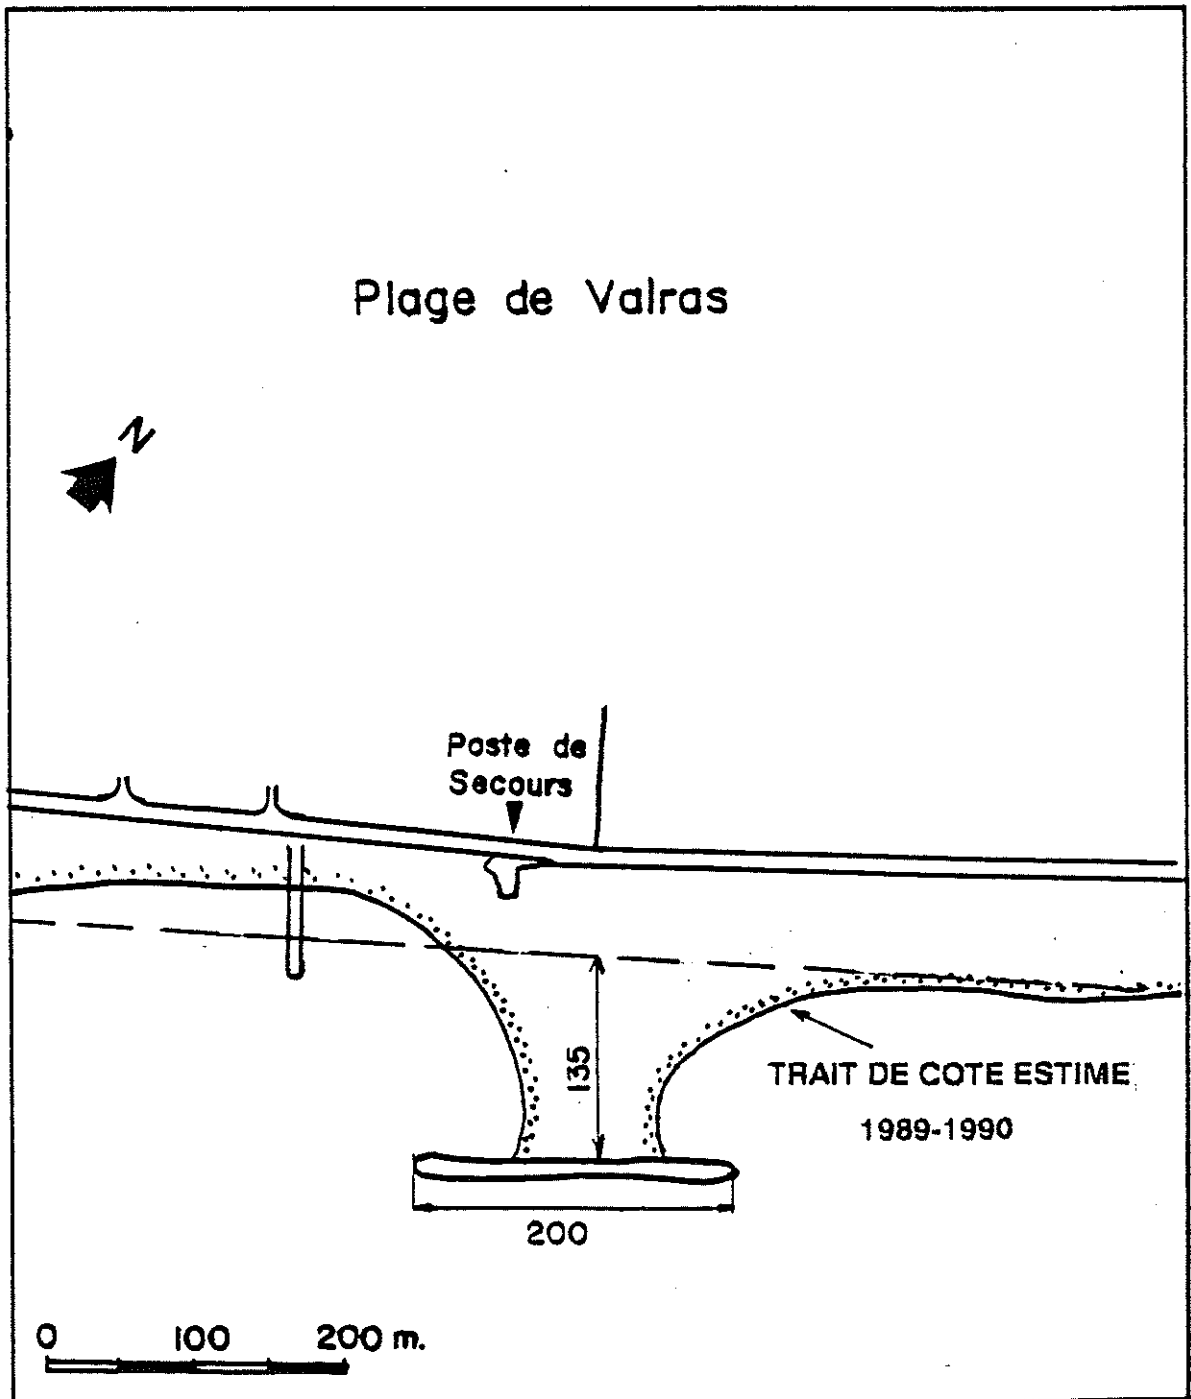 Plage de Valras
N
Poste de
Secours
135
TRAIT DE COTE ESTIME
1989-1990
200
0 100 200 m.